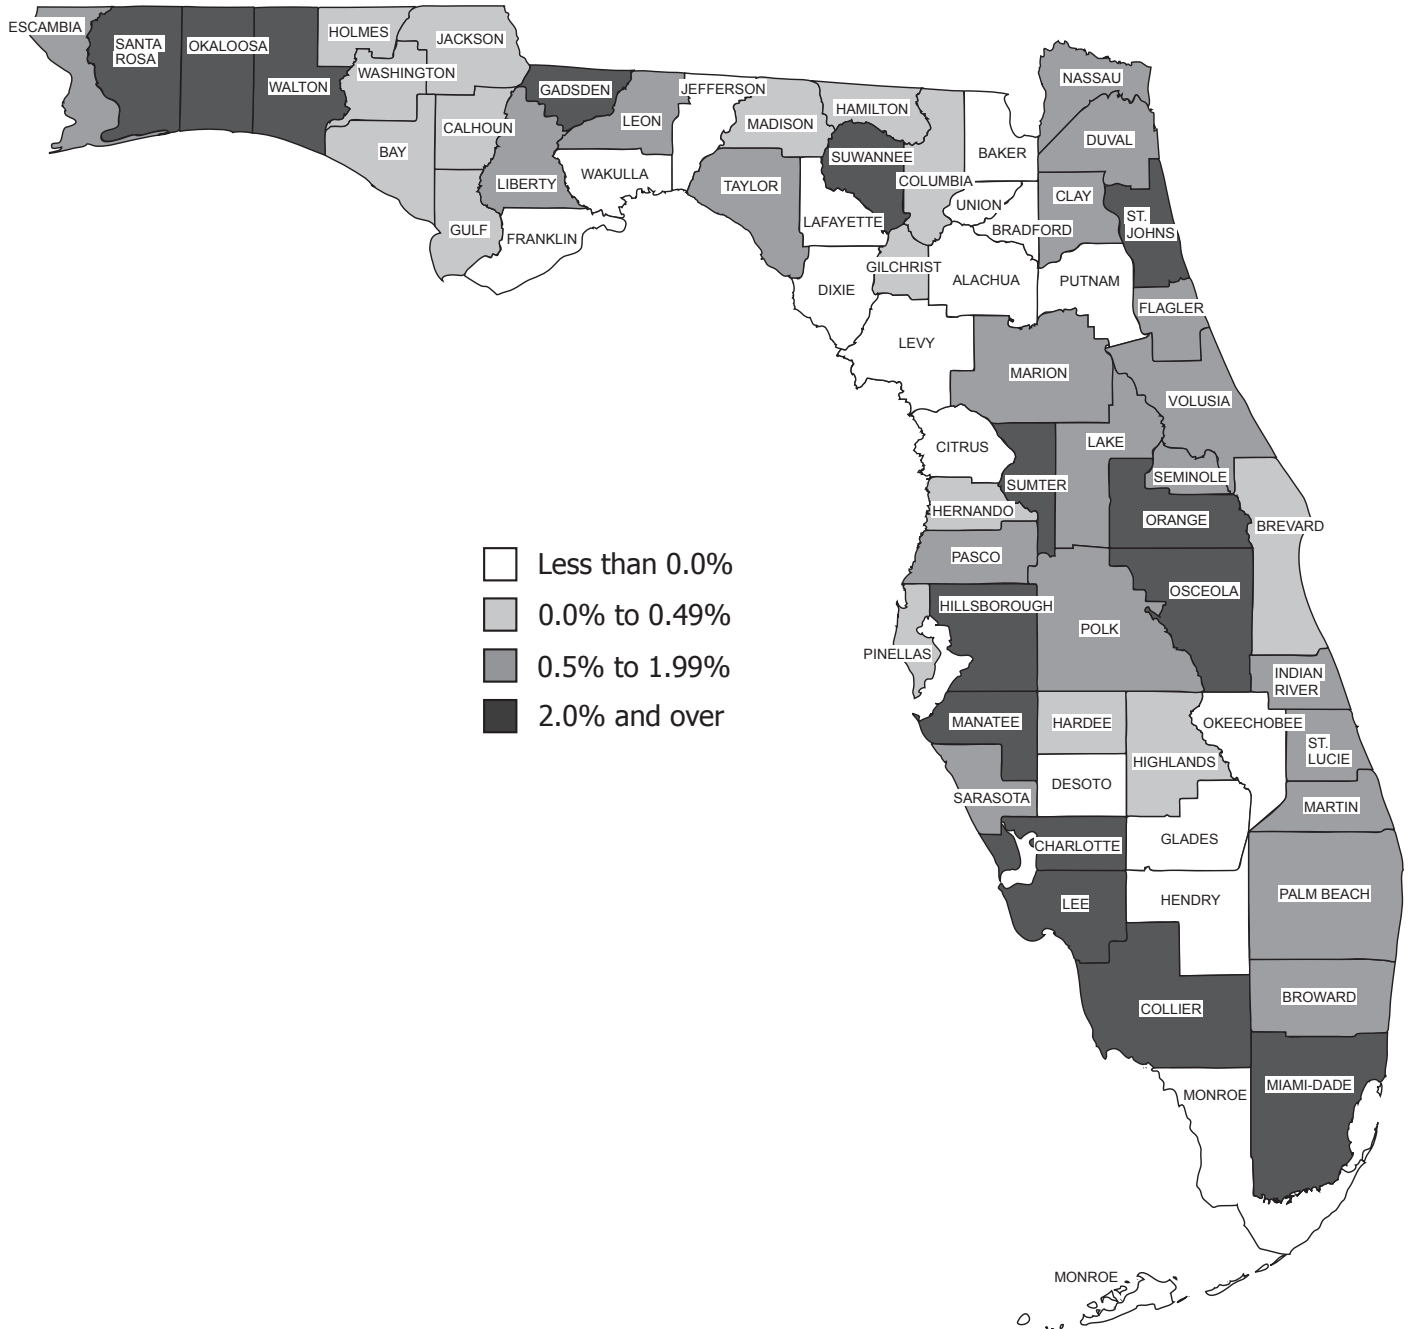 ESCAMBIA
SANTA
ROSA
OKALOOSA
WALTON
HOLMES
JACKSON
WASHINGTON
BAY
CALHOUN
GULF
GADSDEN
LIBERTY
FRANKLIN
LEON
WAKULLA
JEFFERSON
MADISON
TAYLOR
HAMILTON
SUWANNEE
LAFAYETTE
DIXIE
COLUMBIA
GILCHRIST
BAKER
UNION
BRADFORD
ALACHUA
NASSAU
DUVAL
CLAY
ST.
JOHNS
PUTNAM
FLAGLER
LEVY
MARION
VOLUSIA
CITRUS
SUMTER
LAKE
SEMINOLE
ORANGE
BREVARD
HERNANDO
PASCO
OSCEOLA
HILLSBOROUGH
POLK
PINELLAS
INDIAN
RIVER
MANATEE
HARDEE
OKEECHOBEE
ST.
LUCIE
HIGHLANDS
DESOTO
SARASOTA
MARTIN
CHARLOTTE
GLADES
LEE
HENDRY
PALM BEACH
COLLIER
BROWARD
MONROE
MIAMI-DADE
MONROE
Less than 0.0%
0.0% to 0.49%
0.5% to 1.99%
2.0% and over